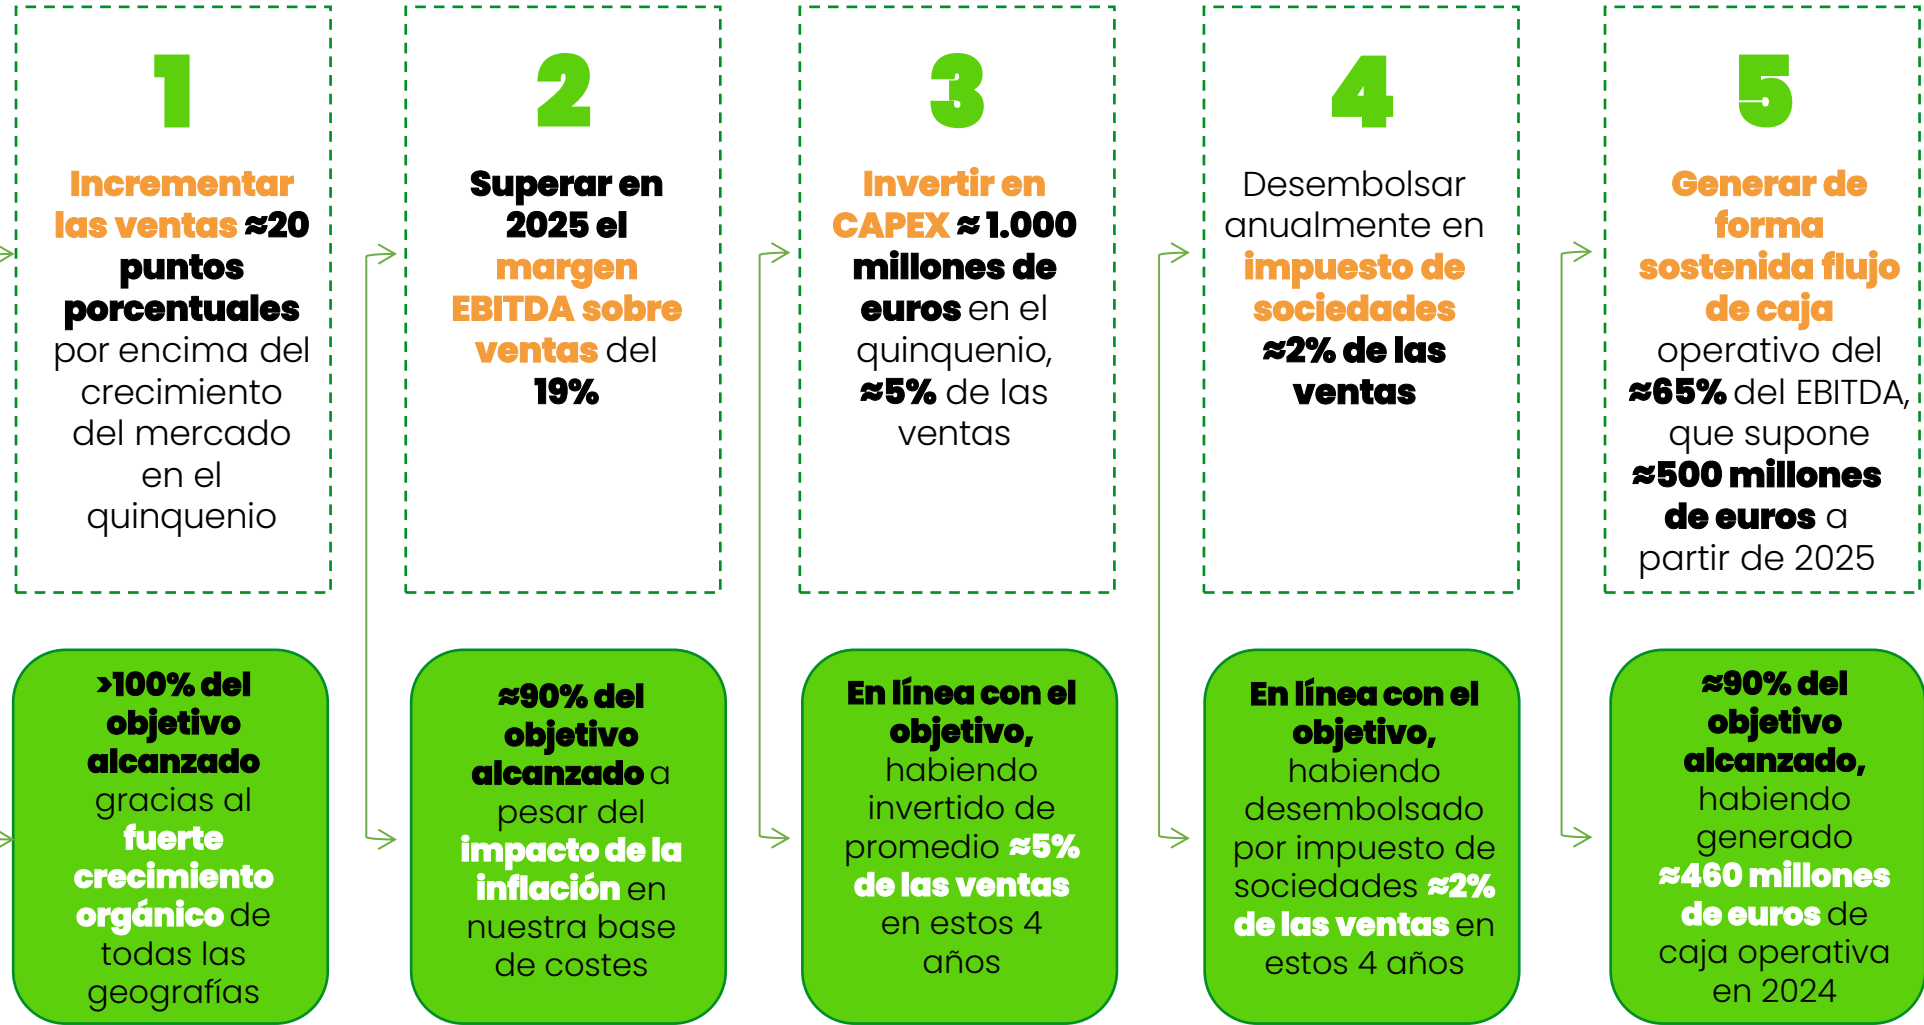 1
Incrementar
las ventas ≈20
puntos
porcentuales
por encima del
crecimiento
del mercado
en el
quinquenio
2
Superar en
2025 el
margen
EBITDA sobre
ventas del
19%
3
Invertir en
CAPEX ≈ 1.000
millones de
euros en el
quinquenio,
≈5% de las
ventas
4
Desembolsar
anualmente en
impuesto de
sociedades
≈2% de las
ventas
5
Generar de
forma
sostenida flujo
de caja
operativo del
≈65% del EBITDA,
que supone
≈500 millones
de euros a
partir de 2025
>100% del
objetivo
alcanzado
gracias al
fuerte
crecimiento
orgánico de
todas las
geografías
≈90% del
objetivo
alcanzado a
pesar del
impacto de la
inflación en
nuestra base
de costes
En línea con el
objetivo,
habiendo
invertido de
promedio ≈5%
de las ventas
en estos 4
años
En línea con el
objetivo,
habiendo
desembolsado
por impuesto de
sociedades ≈2%
de las ventas en
estos 4 años
≈90% del
objetivo
alcanzado,
habiendo
generado
≈460 millones
de euros de
caja operativa
en 2024